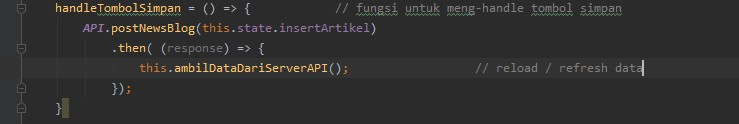 handleTombolSimpan = () => { // fungsi untuk meng-handle tombol simpan
API.postNewsBlog(this.state.insertArtikel)
.then( (response) => {
this.ambilDataDariServerAPI(); // reload / refresh data
});
}